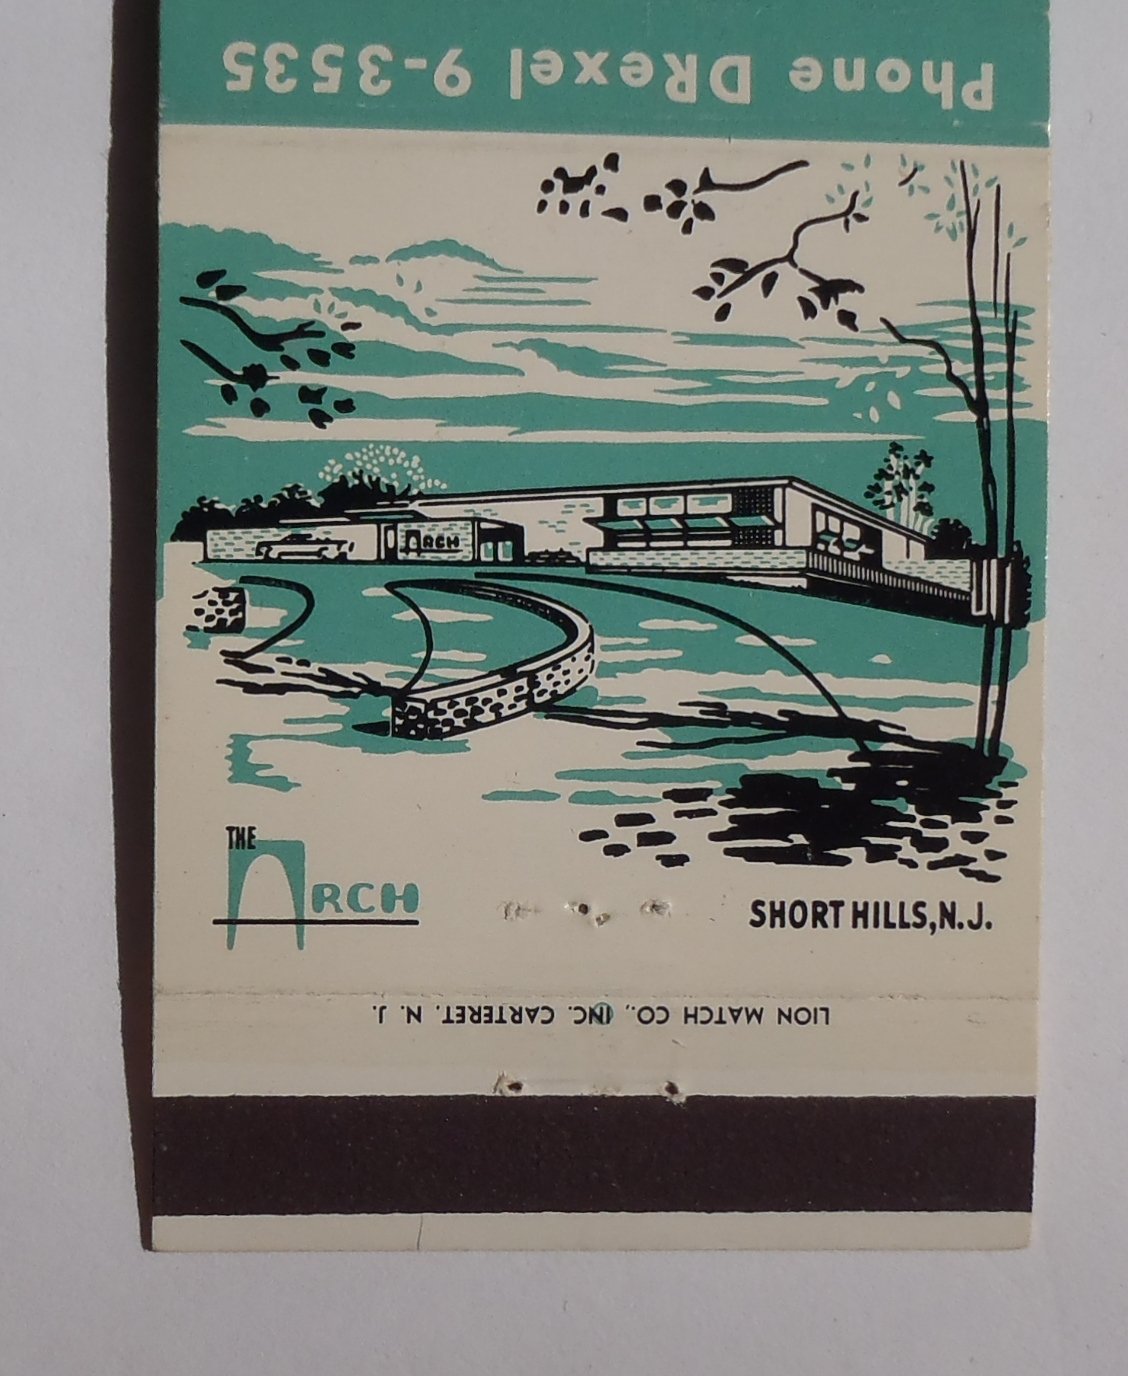 Phone DRexel 9-3535
ARCH
THE
ARCH
SHORT HILLS, N.J.
LION MATCH CO., INC. CARTERET, N. J.